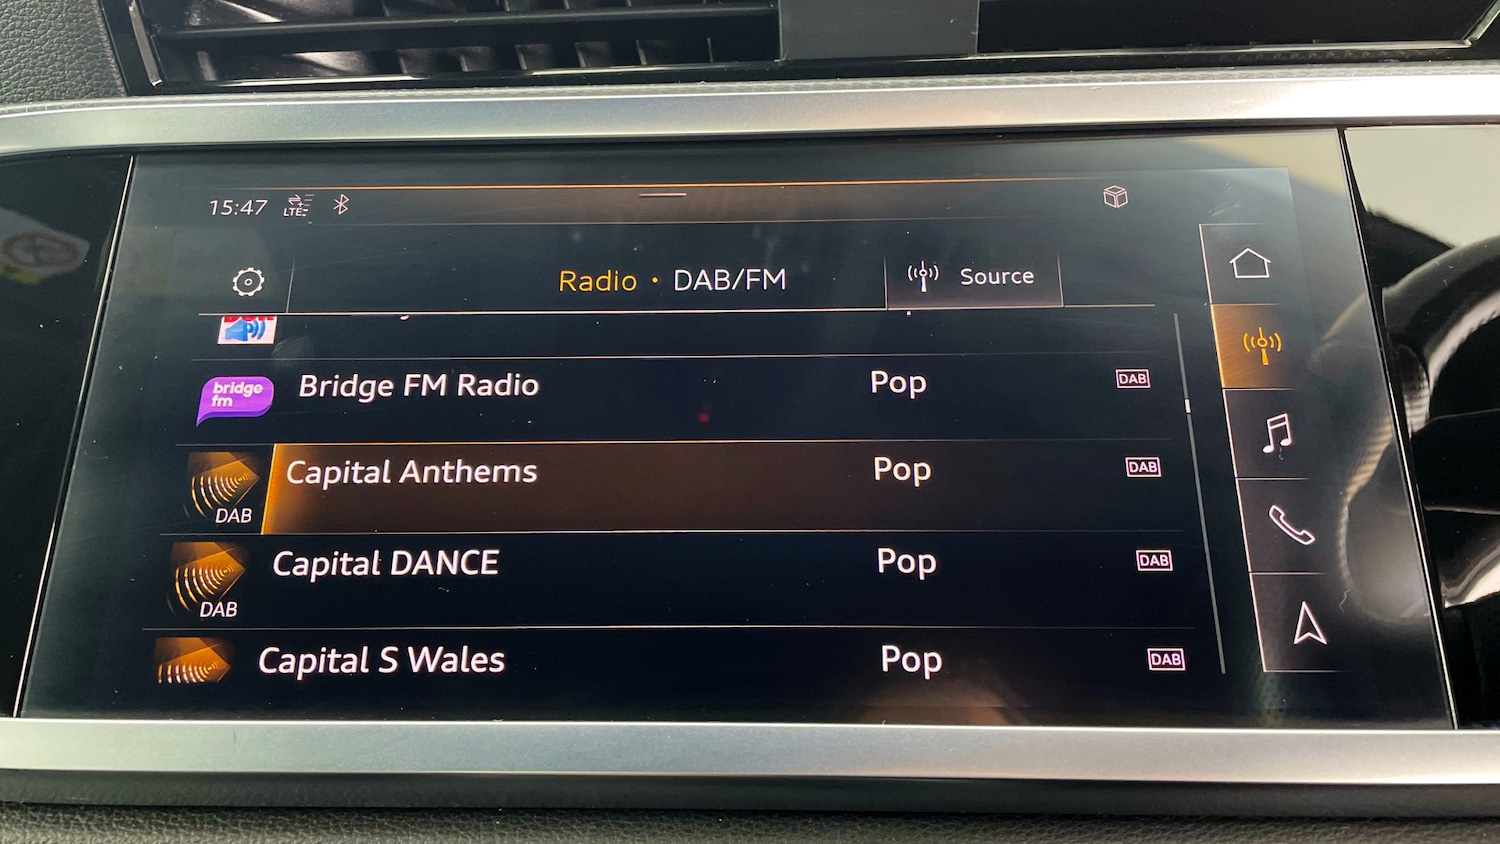 15:47 LTE
Radio • DAB/FM
Source
bridge
fm
Bridge FM Radio Pop DAB
Capital Anthems Pop DAB
DAB
Capital DANCE Pop DAB
DAB
Capital S Wales Pop DAB